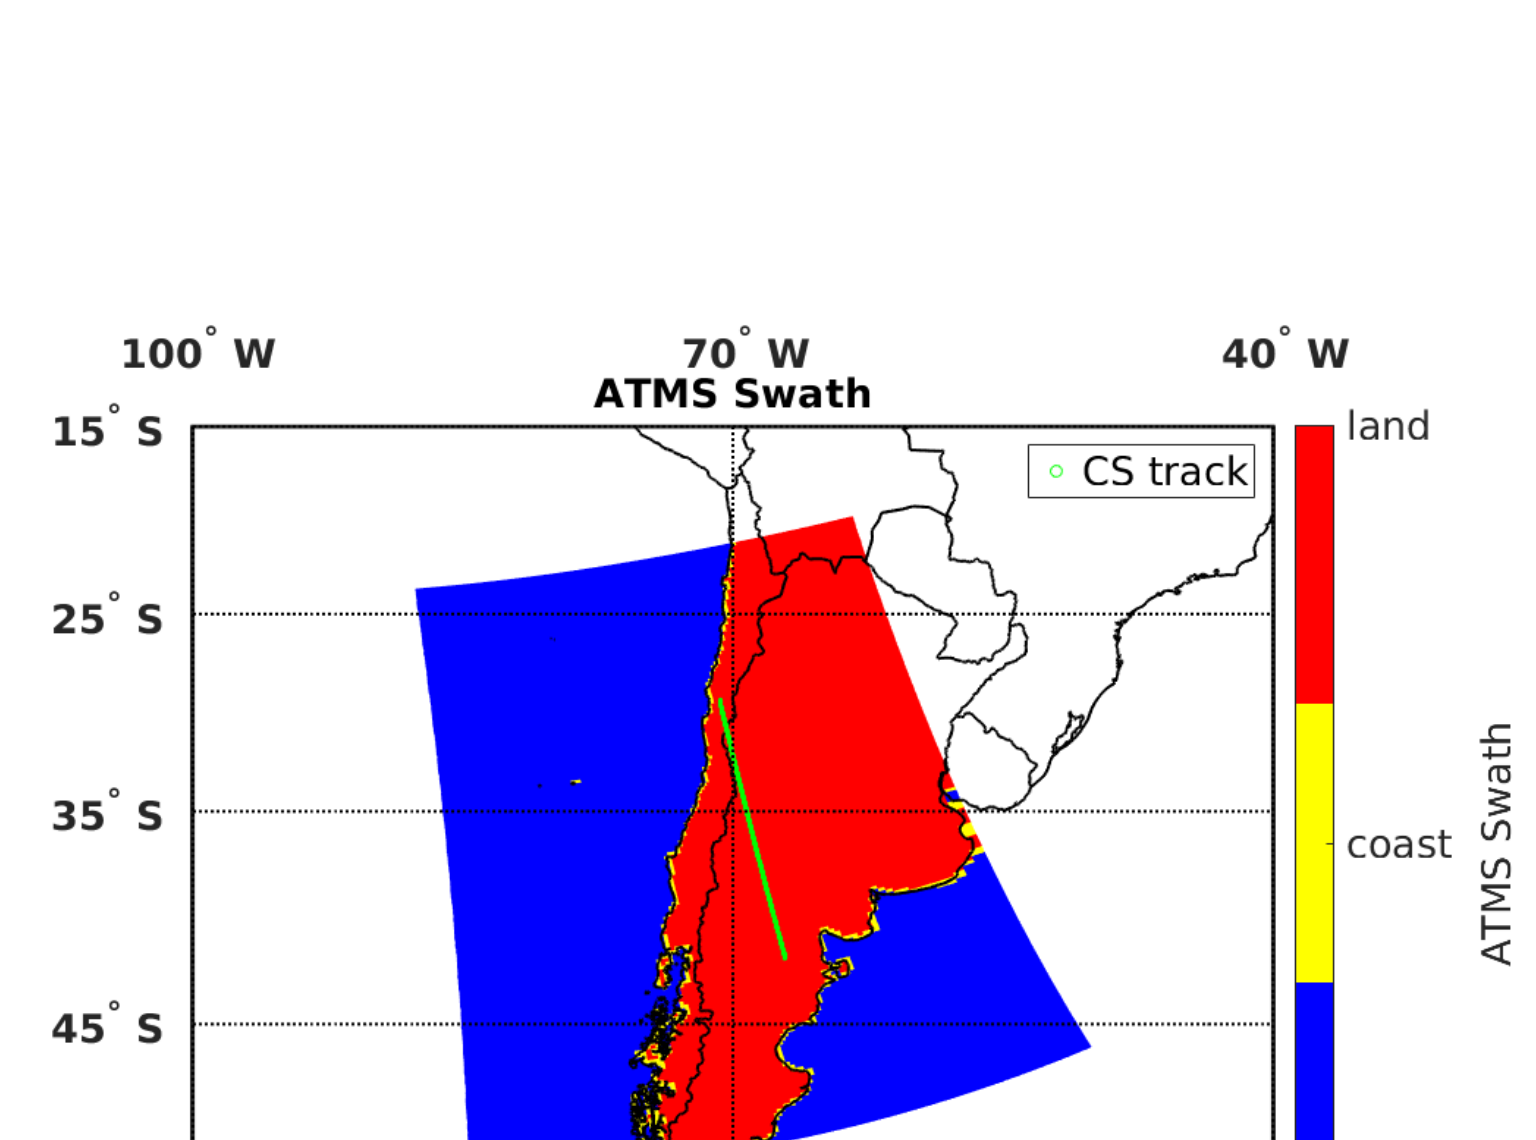 100° W 70° W 40° W
ATMS Swath
15° S
25° S
35° S
45° S
CS track
land
coast
ATMS Swath